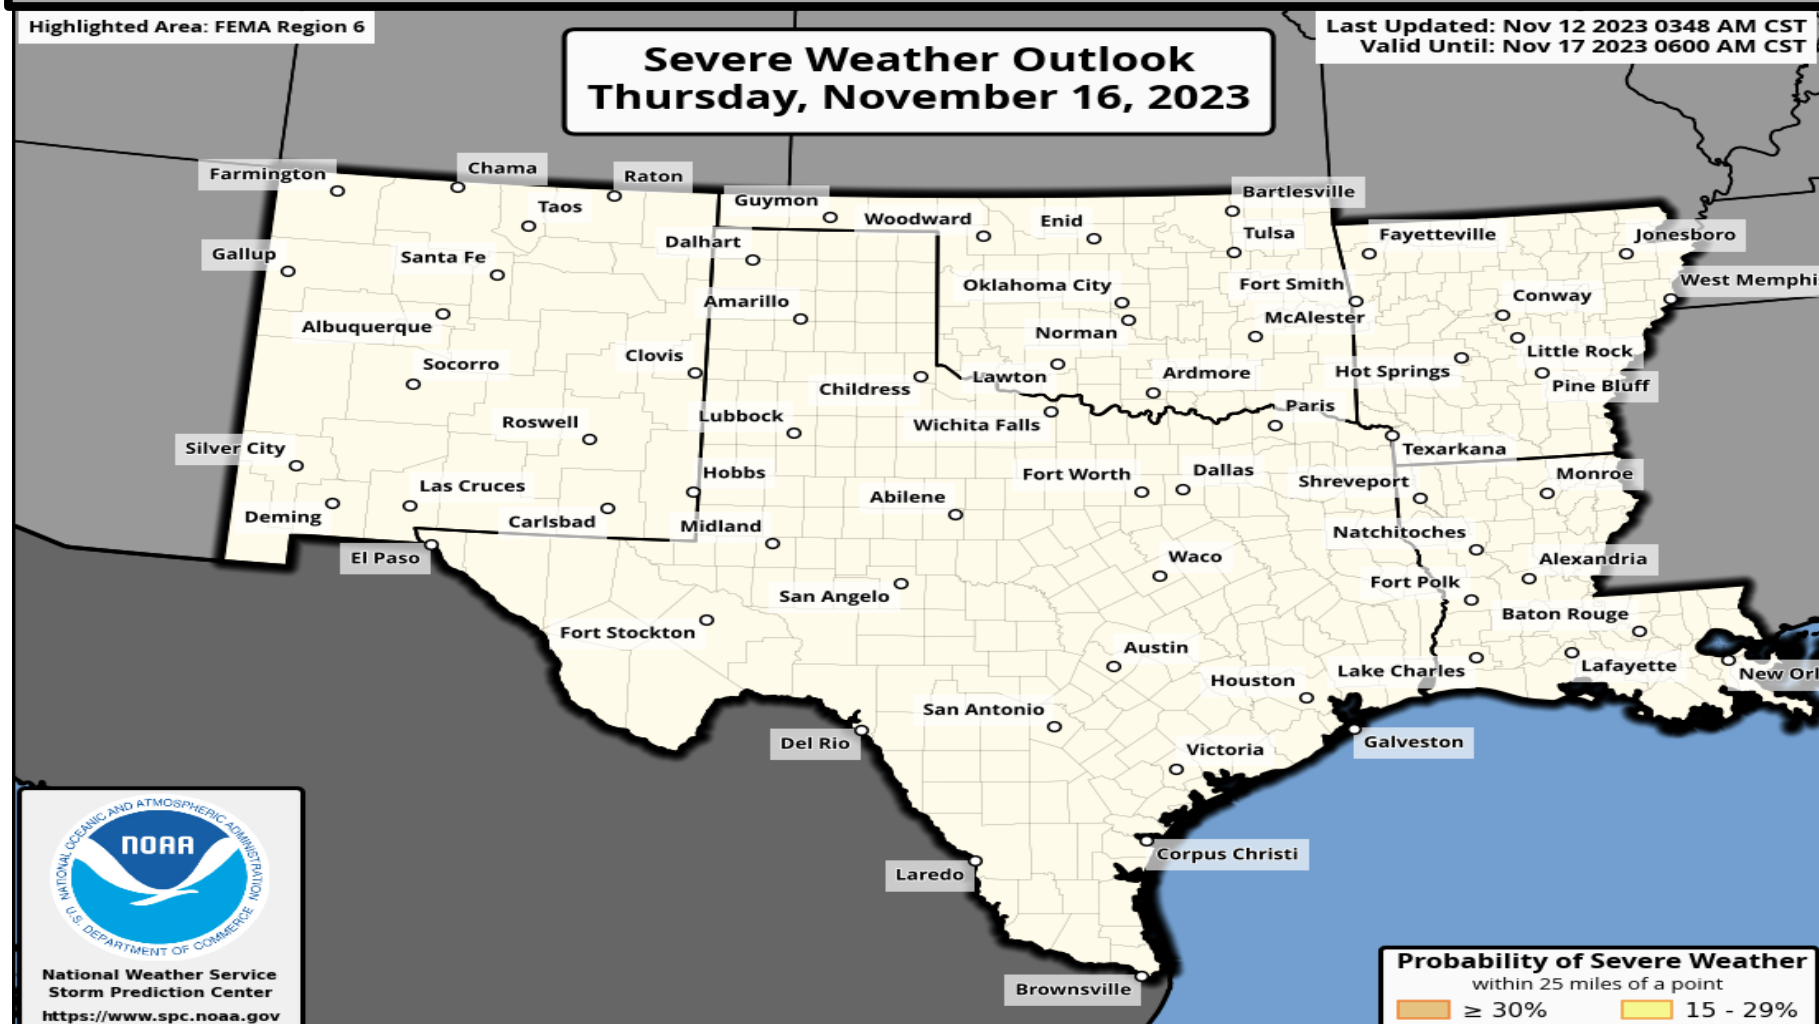 Highlighted Area: FEMA Region 6
Last Updated: Nov 12 2023 0348 AM CST
Valid Until: Nov 17 2023 0600 AM CST
Severe Weather Outlook
Thursday, November 16, 2023
Farmington
Chama
Raton
Taos
Guymon
Woodward
Enid
Bartlesville
Tulsa
Fayetteville
Jonesboro
Gallup
Santa Fe
Dalhart
Oklahoma City
Fort Smith
Conway
West Memphi
Albuquerque
Amarillo
Norman
McAlester
Little Rock
Socorro
Clovis
Childress
Lawton
Ardmore
Hot Springs
Pine Bluff
Roswell
Lubbock
Wichita Falls
Paris
Texarkana
Silver City
Las Cruces
Hobbs
Abilene
Fort Worth
Dallas
Shreveport
Monroe
Deming
Carlsbad
Midland
Natchitoches
El Paso
Waco
Alexandria
San Angelo
Fort Polk
Fort Stockton
Baton Rouge
Austin
Houston
Lake Charles
Lafayette
New Orl
San Antonio
Del Rio
Victoria
Galveston
Corpus Christi
Laredo
Brownsville
NATIONAL OCEANIC AND ATMOSPHERIC ADMINISTRATION
NOAA
U.S. DEPARTMENT OF COMMERCE
National Weather Service
Storm Prediction Center
https://www.spc.noaa.gov
Probability of Severe Weather
within 25 miles of a point
≥ 30%
15 - 29%